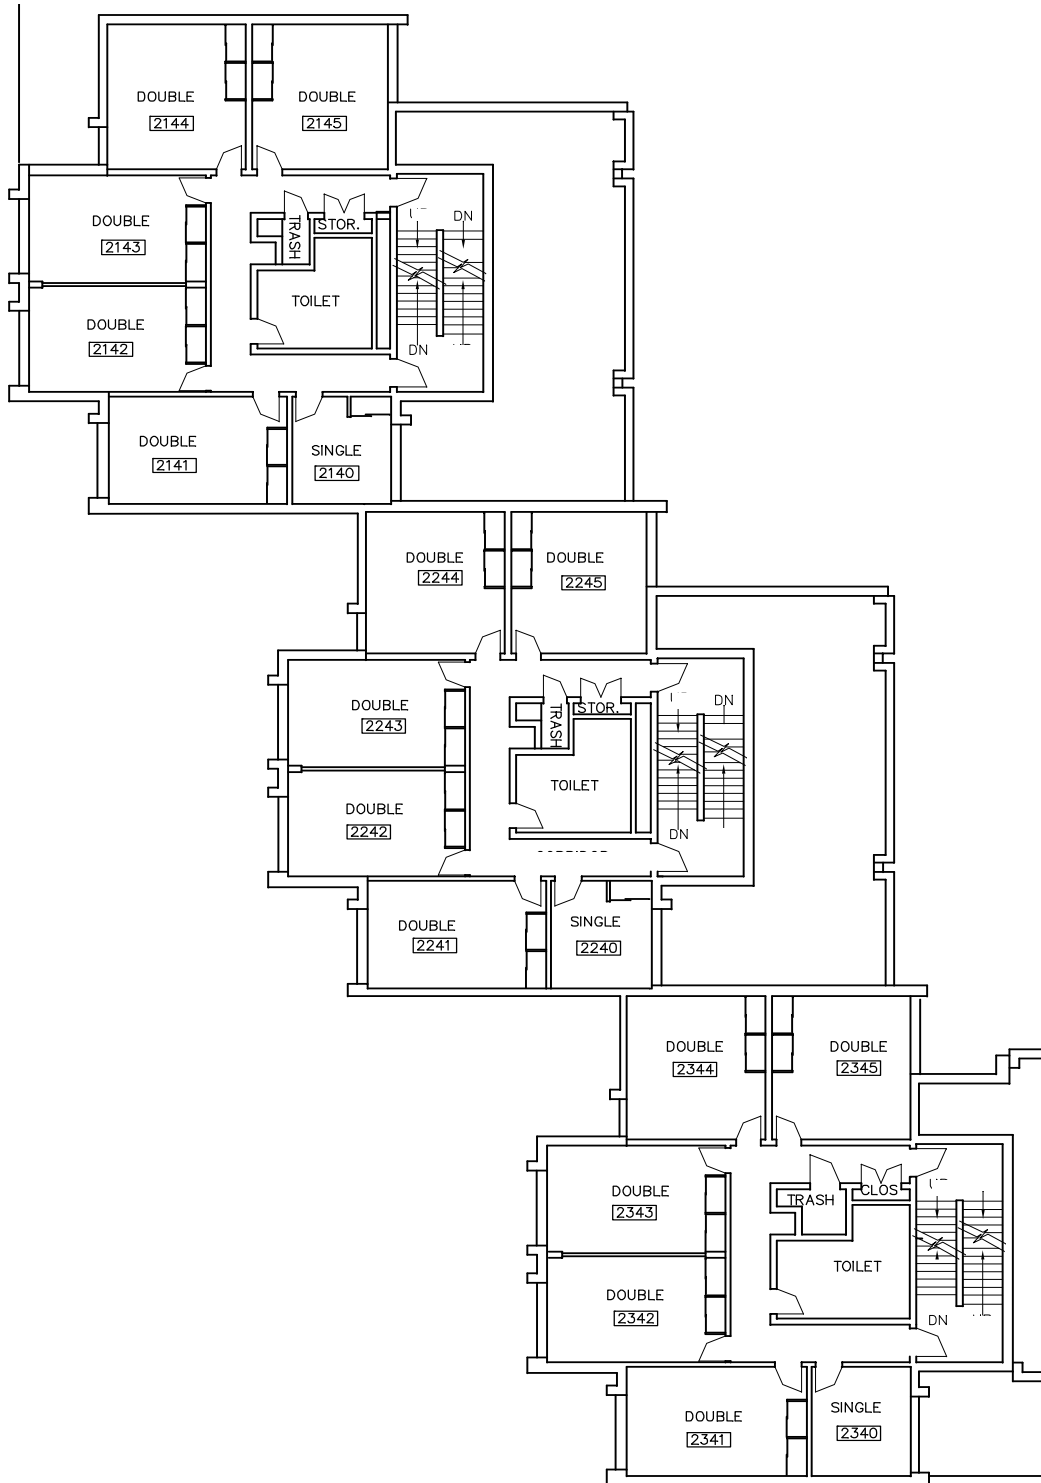 DOUBLE
2144
DOUBLE
2145
DOUBLE
2143
TRASH
STOR.
DN
DOUBLE
2142
TOILET
DN
DOUBLE
2141
SINGLE
2140
DOUBLE
2244
DOUBLE
2245
DOUBLE
2243
TRASH
STOR.
DN
DOUBLE
2242
TOILET
DN
DOUBLE
2241
SINGLE
2240
DOUBLE
2344
DOUBLE
2345
DOUBLE
2343
TRASH
CLOS
DOUBLE
2342
TOILET
DN
DOUBLE
2341
SINGLE
2340